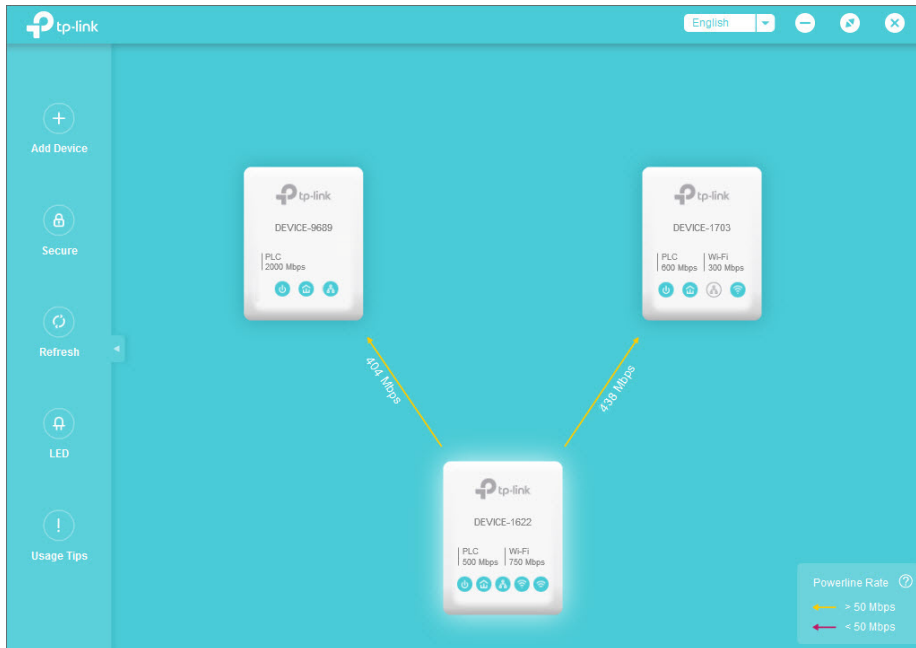 tp-link
English
Add Device
Secure
Refresh
LED
Usage Tips
tp-link
DEVICE-9689
PLC
2000 Mbps
tp-link
DEVICE-1703
PLC Wi-Fi
600 Mbps 300 Mbps
404 Mbps
438 Mbps
tp-link
DEVICE-1622
PLC Wi-Fi
500 Mbps 750 Mbps
Powerline Rate ?
> 50 Mbps
< 50 Mbps